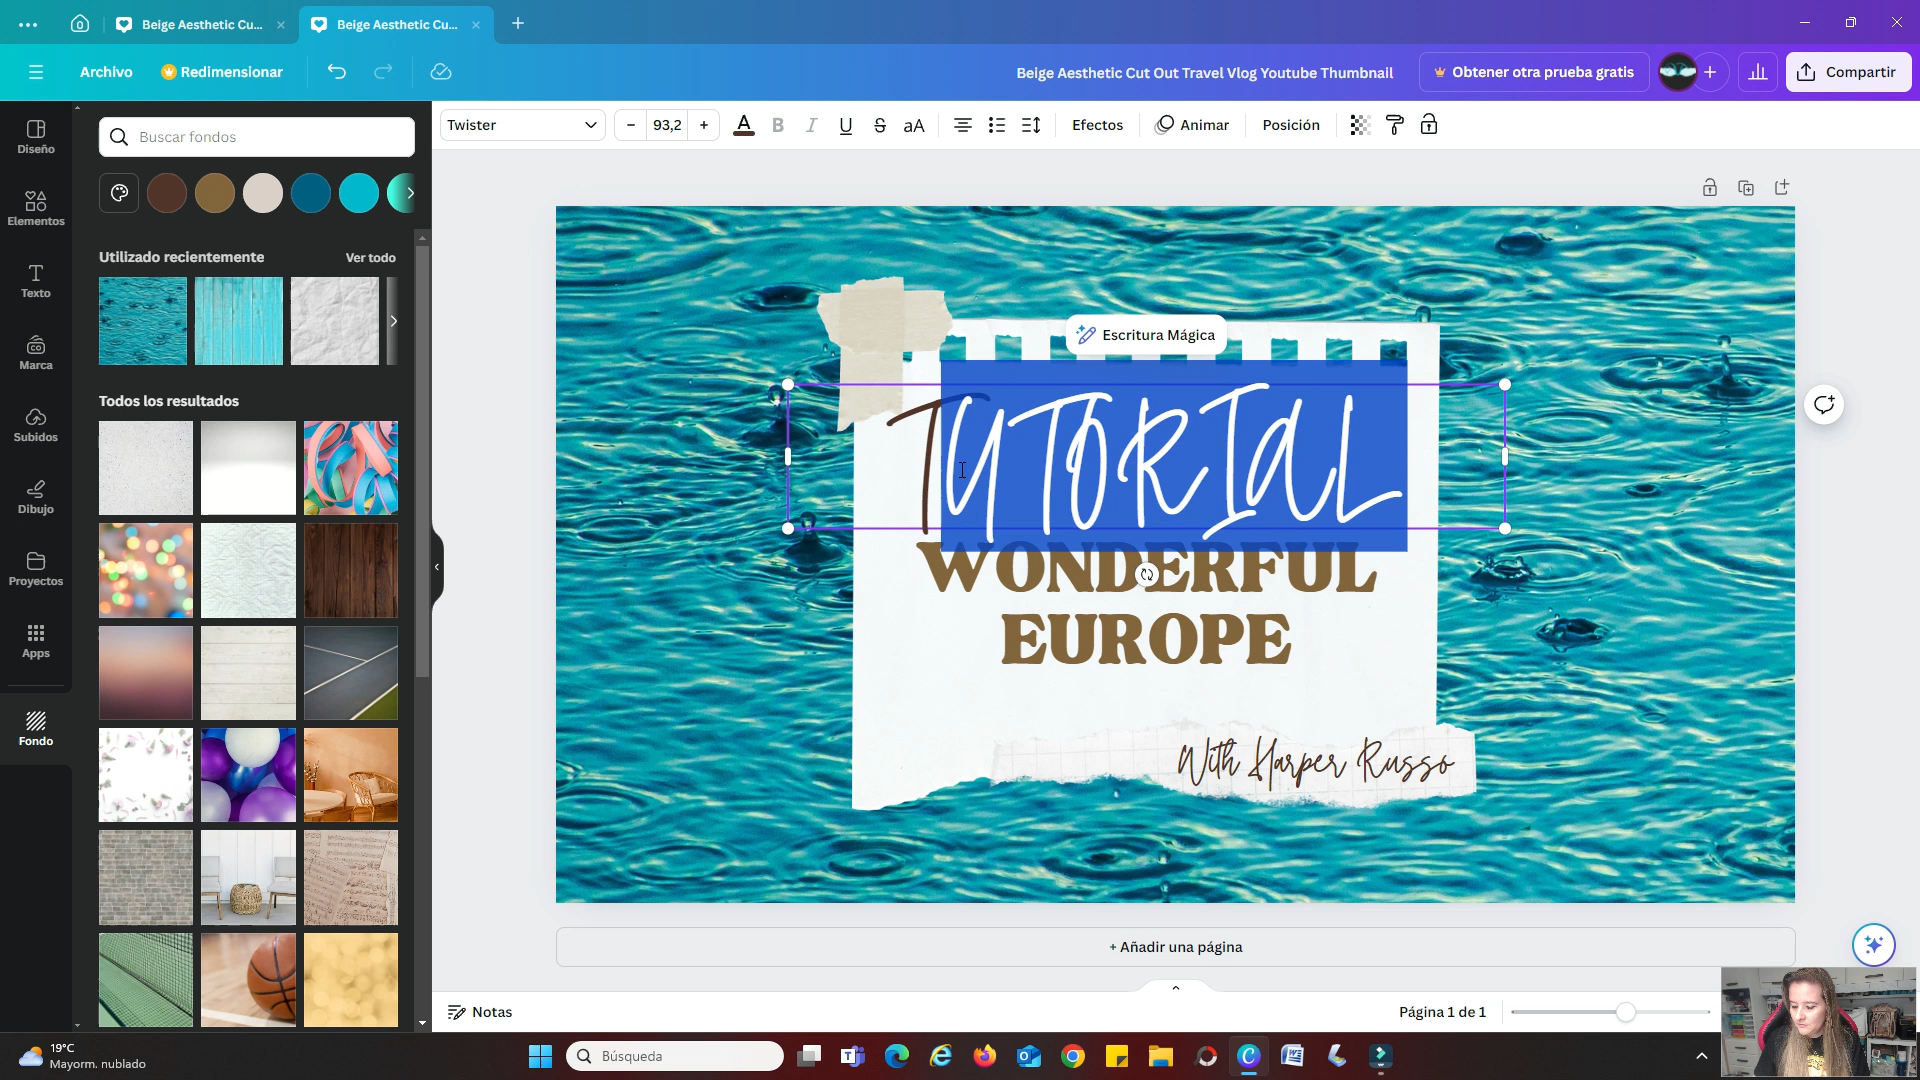 Beige Aesthetic Cu...
Beige Aesthetic Cu...
Archivo
Redimensionar
Beige Aesthetic Cut Out Travel Vlog Youtube Thumbnail
Obtener otra prueba gratis
Compartir
Diseño
Elementos
Texto
Marca
Subidos
Dibujo
Proyectos
Apps
Fondo
Buscar fondos
Utilizado recientemente
Ver todo
Todos los resultados
Twister
93,2
Efectos
Animar
Posición
Escritura Mágica
TUTORIAL
WONDERFUL
EUROPE
With Harper Russo
+ Añadir una página
Notas
Página 1 de 1
19°C
Mayorm. nublado
Búsqueda